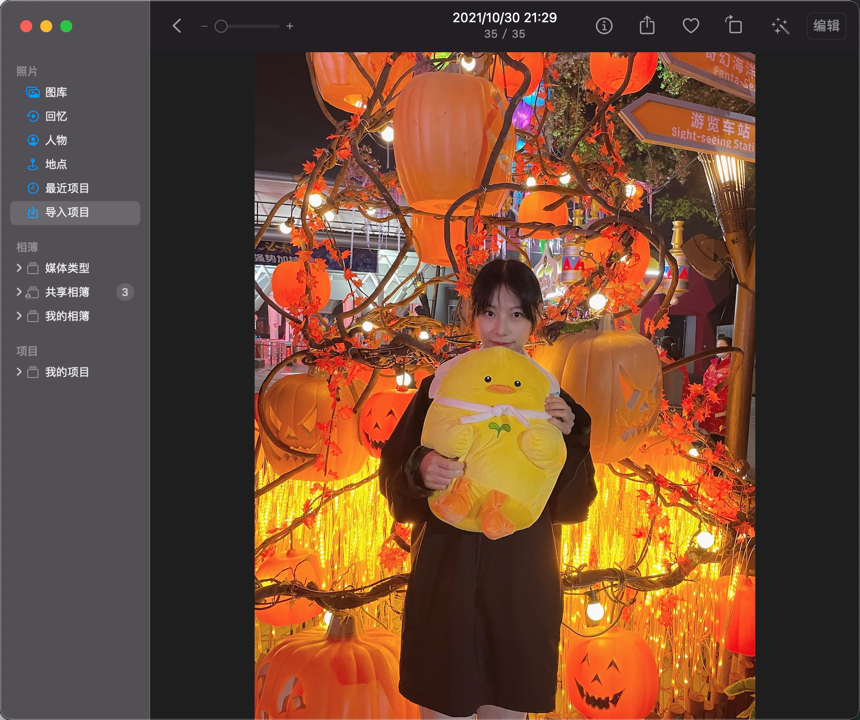 2021/10/30 21:29
35 / 35
编辑
照片
图库
回忆
人物
地点
最近项目
导入项目
相簿
媒体类型
共享相簿
3
我的相簿
项目
我的项目
奇幻海洋
游览车站
Sight-seeing Stati